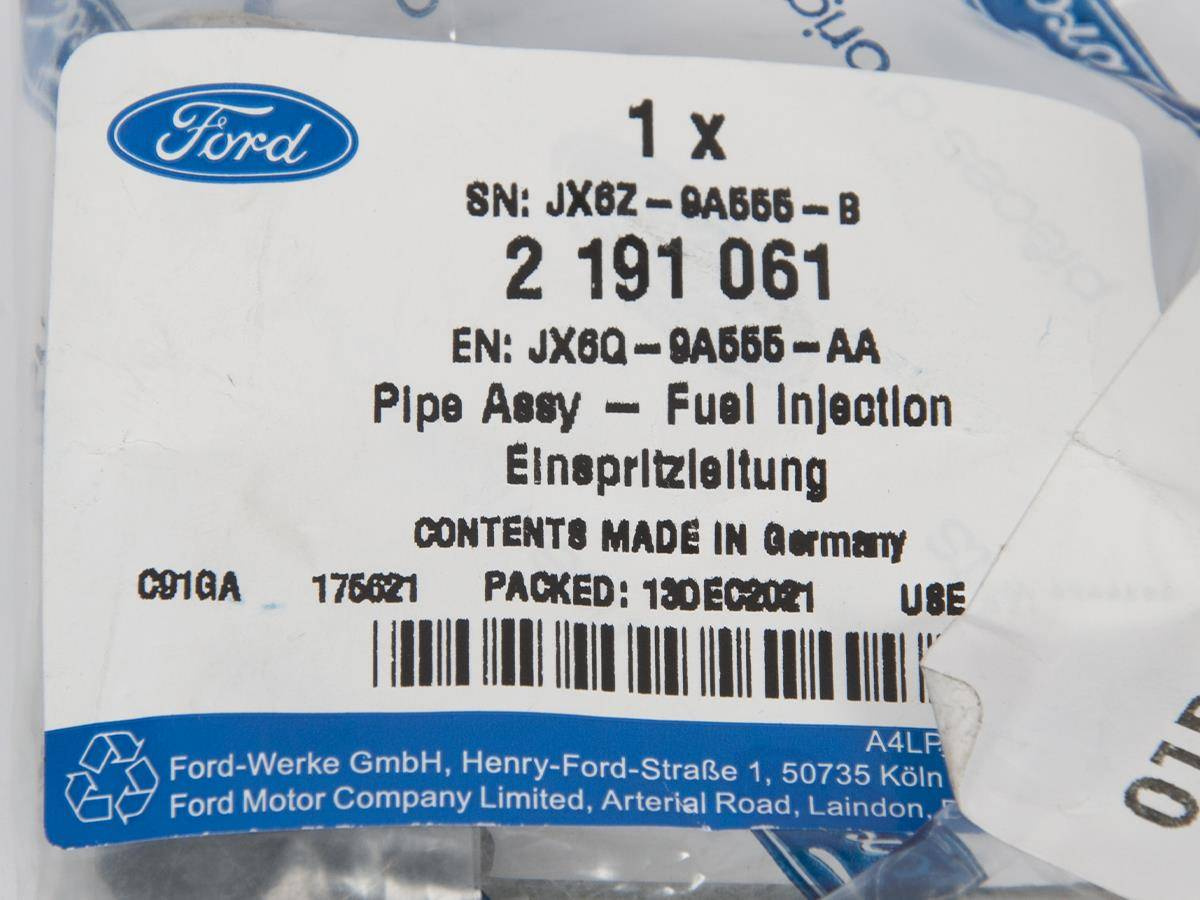 Ford
1 x
SN: JX6Z - 9A555 - B
2 191 061
EN: JX6Q - 9A555 - AA
Pipe Assy - Fuel Injection
Einspritzleitung
CONTENTS MADE IN Germany
C91GA 175621 PACKED: 13DEC2021 USE
A4LP
Ford-Werke GmbH, Henry-Ford-Straße 1, 50735 Köln
Ford Motor Company Limited, Arterial Road, Laindon,